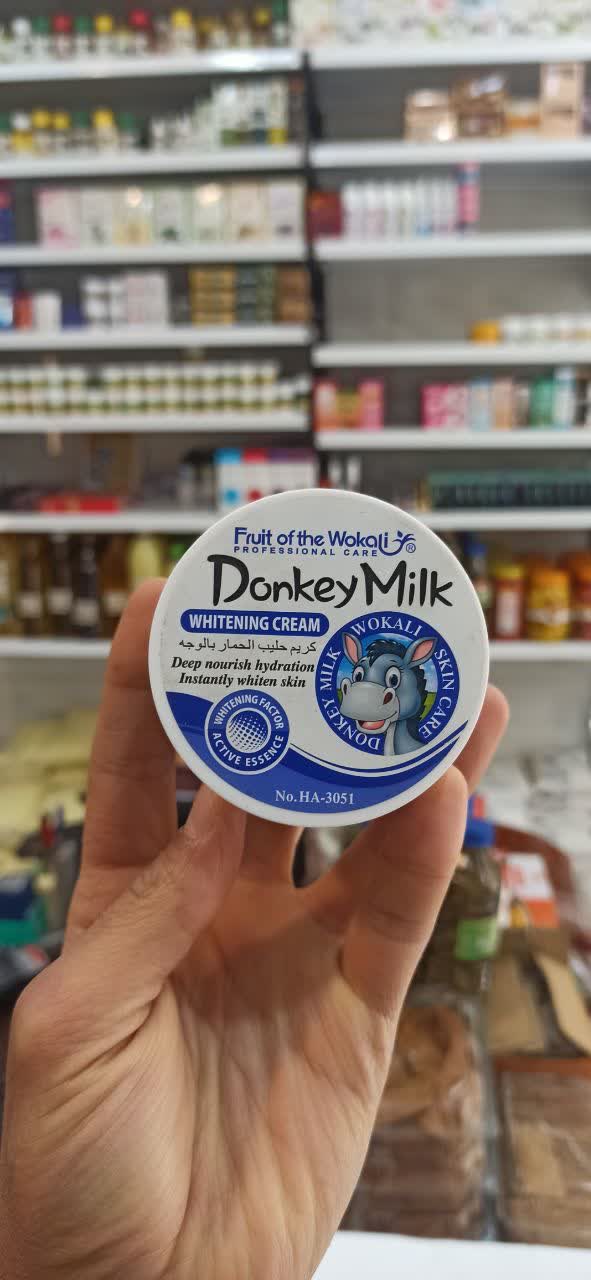 Fruit of the Wokali®
PROFESSIONAL CARE
Donkey Milk
WHITENING CREAM
كريم حليب الحمار بالوجه
Deep nourish hydration
Instantly whiten skin
WOKALI SKIN CARE
DONKEY MILK
WHITENING FACTOR
ACTIVE ESSENCE
No.HA-3051